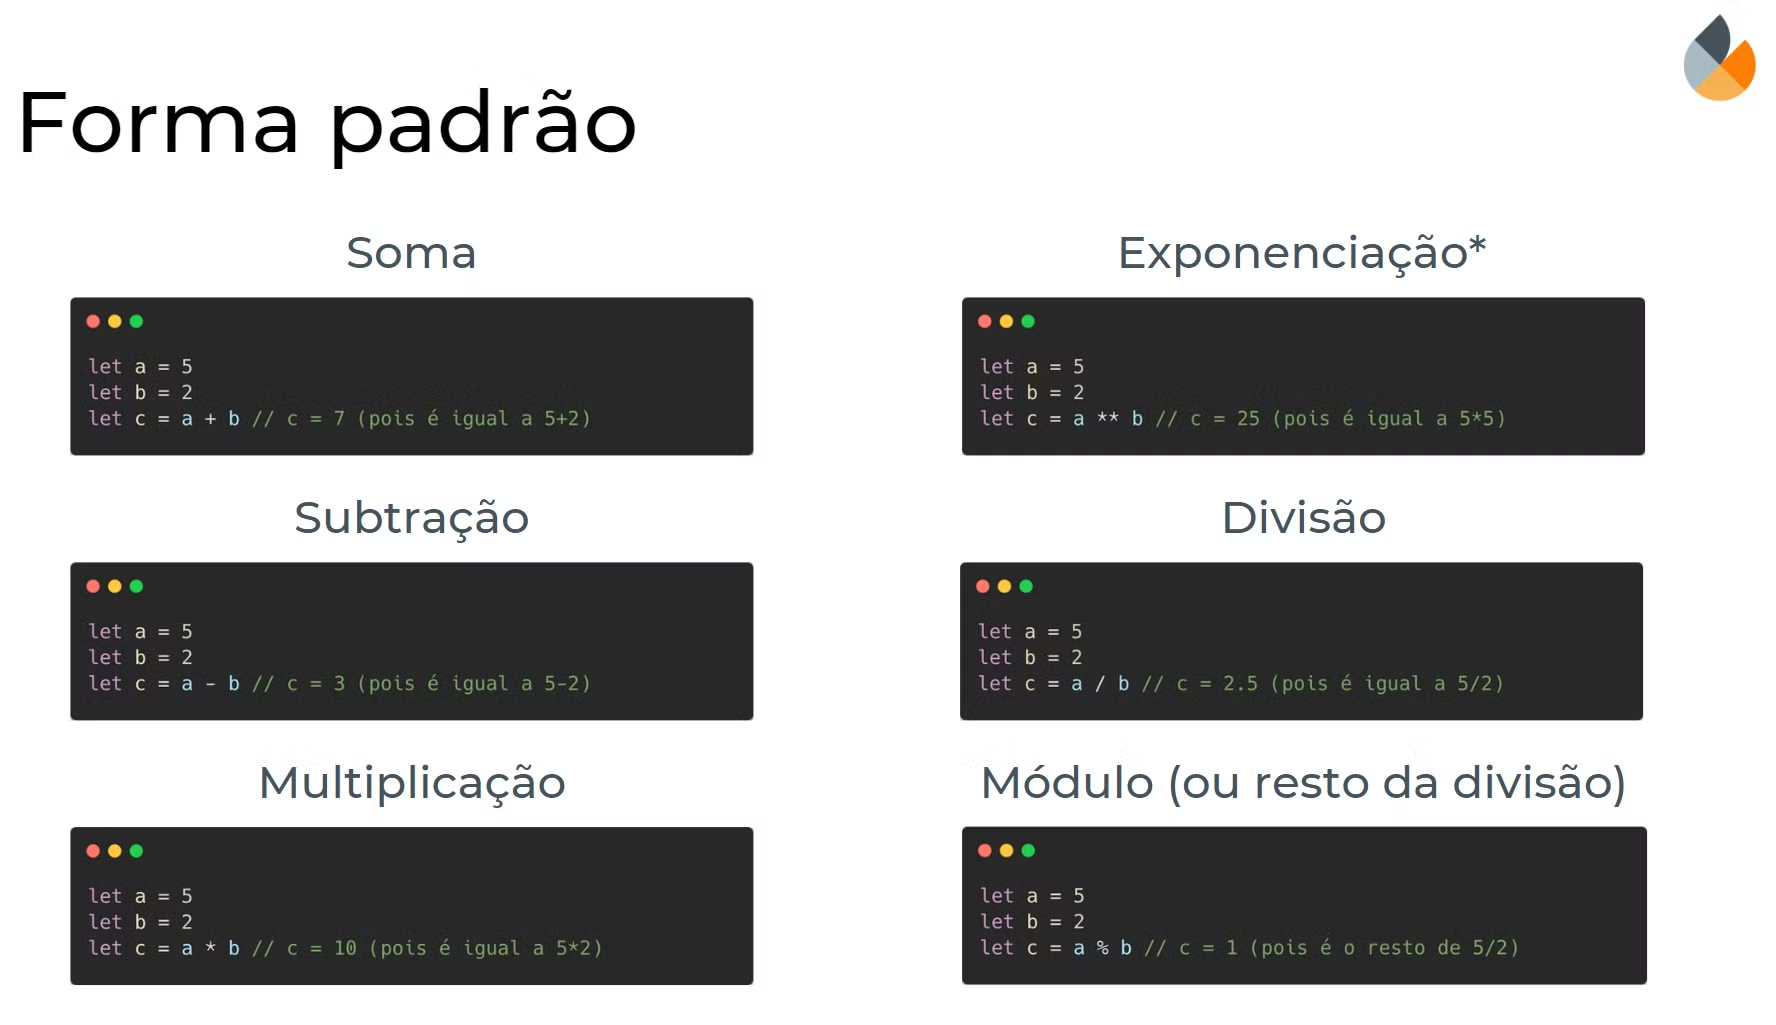 Forma padrão
Soma
let a = 5
let b = 2
let c = a + b // c = 7 (pois é igual a 5+2)
Exponenciação*
let a = 5
let b = 2
let c = a ** b // c = 25 (pois é igual a 5*5)
Subtração
let a = 5
let b = 2
let c = a - b // c = 3 (pois é igual a 5-2)
Divisão
let a = 5
let b = 2
let c = a / b // c = 2.5 (pois é igual a 5/2)
Multiplicação
let a = 5
let b = 2
let c = a * b // c = 10 (pois é igual a 5*2)
Módulo (ou resto da divisão)
let a = 5
let b = 2
let c = a % b // c = 1 (pois é o resto de 5/2)